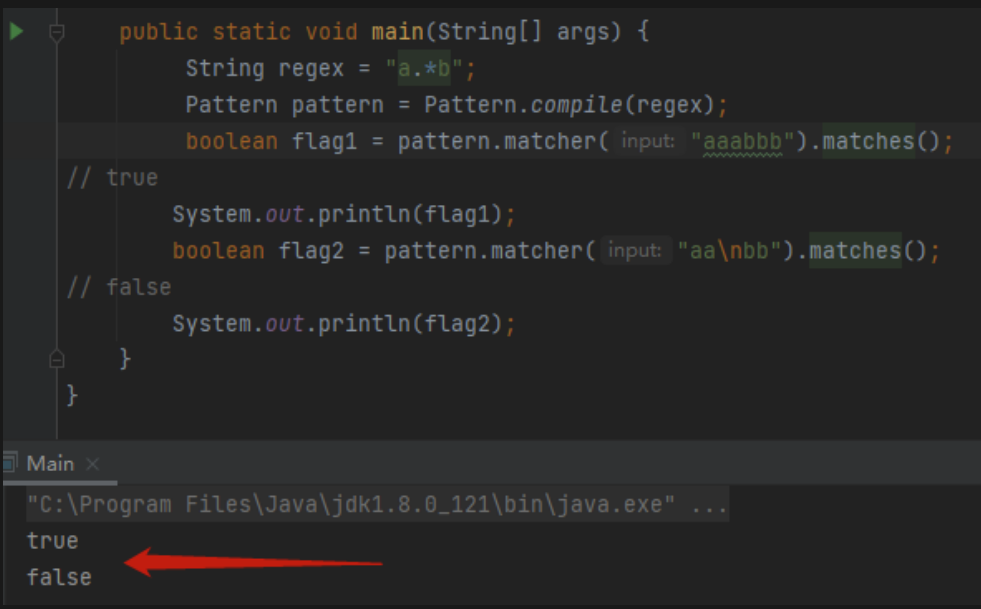 public static void main(String[] args) {
String regex = "a.*b";
Pattern pattern = Pattern.compile(regex);
boolean flag1 = pattern.matcher( input: "aaabbb").matches();
// true
System.out.println(flag1);
boolean flag2 = pattern.matcher( input: "aa\nbb").matches();
// false
System.out.println(flag2);
}
}
Main ×
"C:\Program Files\Java\jdk1.8.0_121\bin\java.exe" ...
true
false